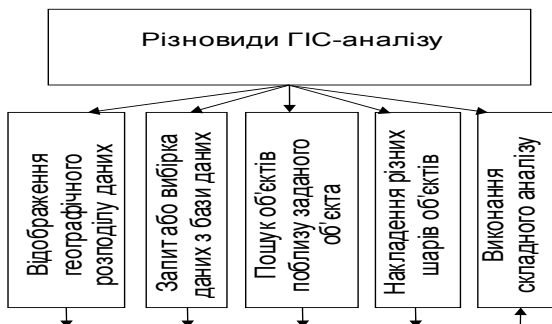 Різновиди ГІС-аналізу
Відображення
географічного
розподілу даних
Запит або вибірка
даних з бази даних
Пошук об'єктів
поблизу заданого
об'єкта
Накладення різних
шарів об'єктів
Виконання
складного аналізу